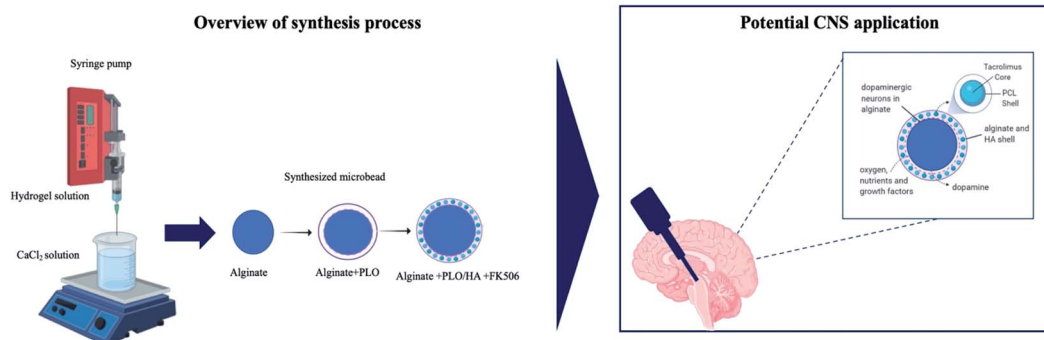 Overview of synthesis process
Syringe pump
Hydrogel solution
CaCl₂ solution
Synthesized microbead
Alginate
Alginate+PLO
Alginate +PLO/HA +FK506
Potential CNS application
Tacrolimus
Core
PCL
Shell
dopaminergic
neurons in
alginate
alginate and
HA shell
oxygen,
nutrients and
growth factors
dopamine